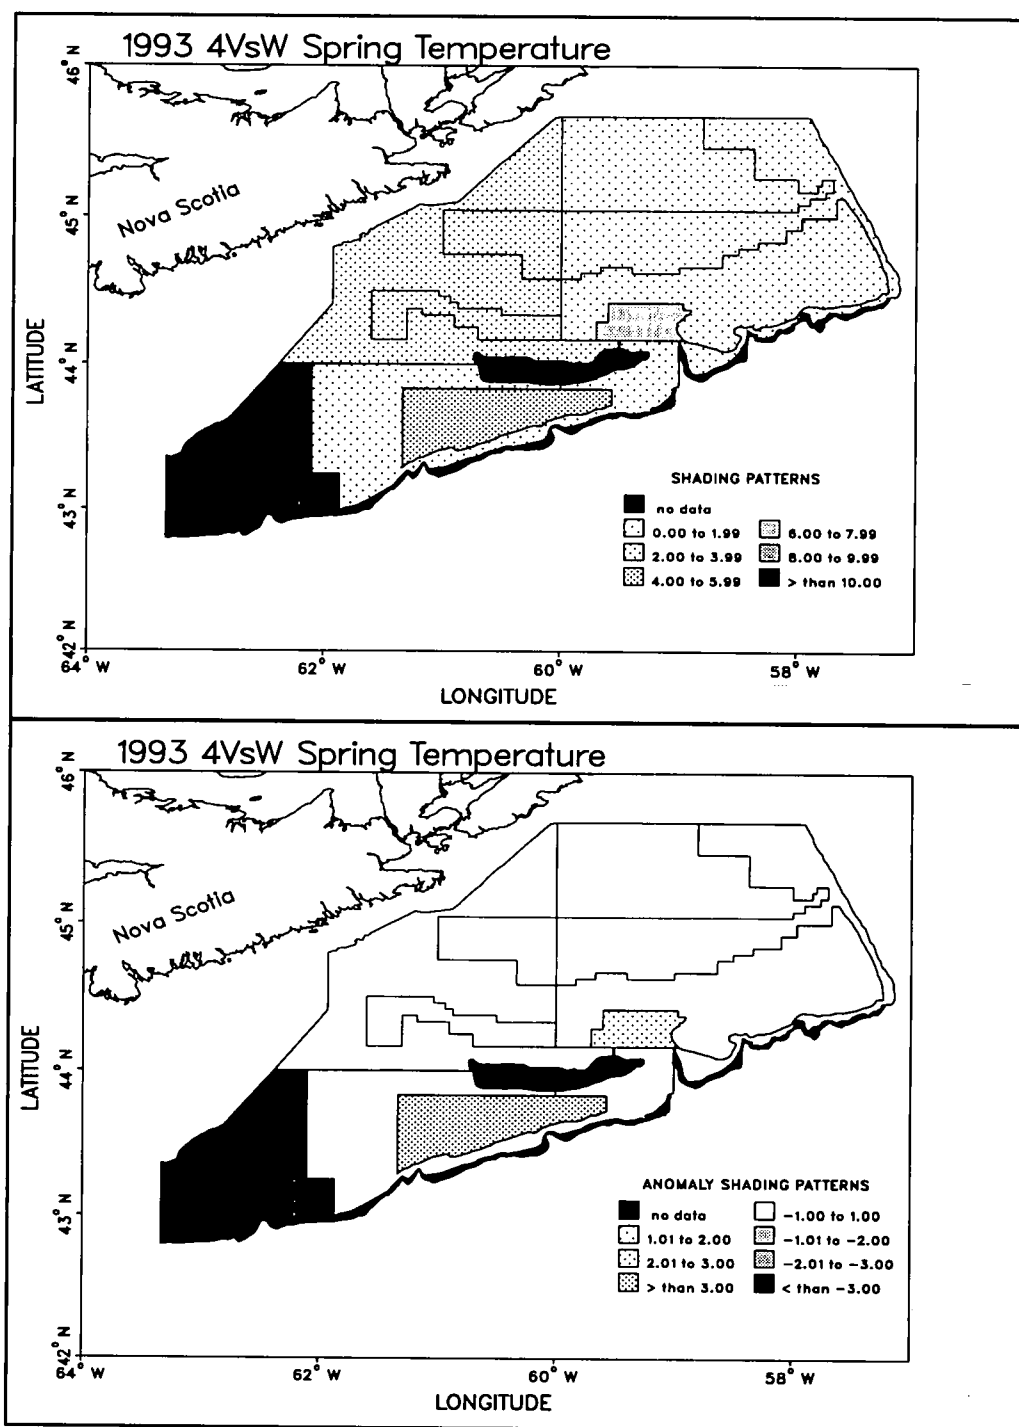 1993 4VsW Spring Temperature
46° N
45° N
44° N
43° N
42° N
LATITUDE
Nova Scotia
SHADING PATTERNS
no data
0.00 to 1.99
6.00 to 7.99
2.00 to 3.99
8.00 to 9.99
4.00 to 5.99
> than 10.00
64° W
62° W
60° W
58° W
LONGITUDE
1993 4VsW Spring Temperature
46° N
45° N
44° N
43° N
42° N
LATITUDE
Nova Scotia
ANOMALY SHADING PATTERNS
no data
-1.00 to 1.00
1.01 to 2.00
-1.01 to -2.00
2.01 to 3.00
-2.01 to -3.00
> than 3.00
< than -3.00
64° W
62° W
60° W
58° W
LONGITUDE